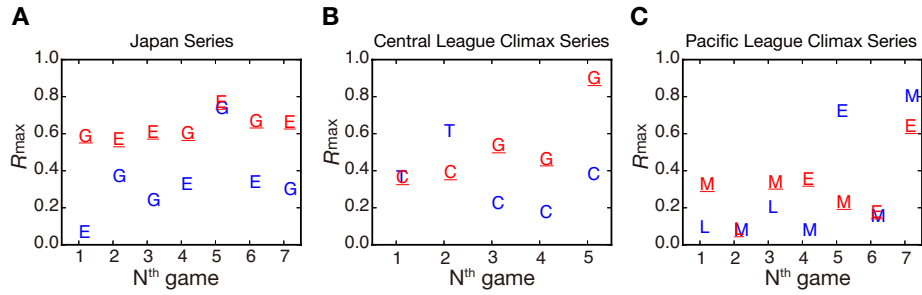 A
Japan Series
R max
1.0
0.8
0.6
0.4
0.2
0.0
G E E G E G E
E G G E G E G
1 2 3 4 5 6 7
Nth game
B
Central League Climax Series
R max
1.0
0.8
0.6
0.4
0.2
0.0
T T G G G
C C C
1 2 3 4 5
Nth game
C
Pacific League Climax Series
R max
1.0
0.8
0.6
0.4
0.2
0.0
M M M E E E M
L L M M M E
1 2 3 4 5 6 7
Nth game